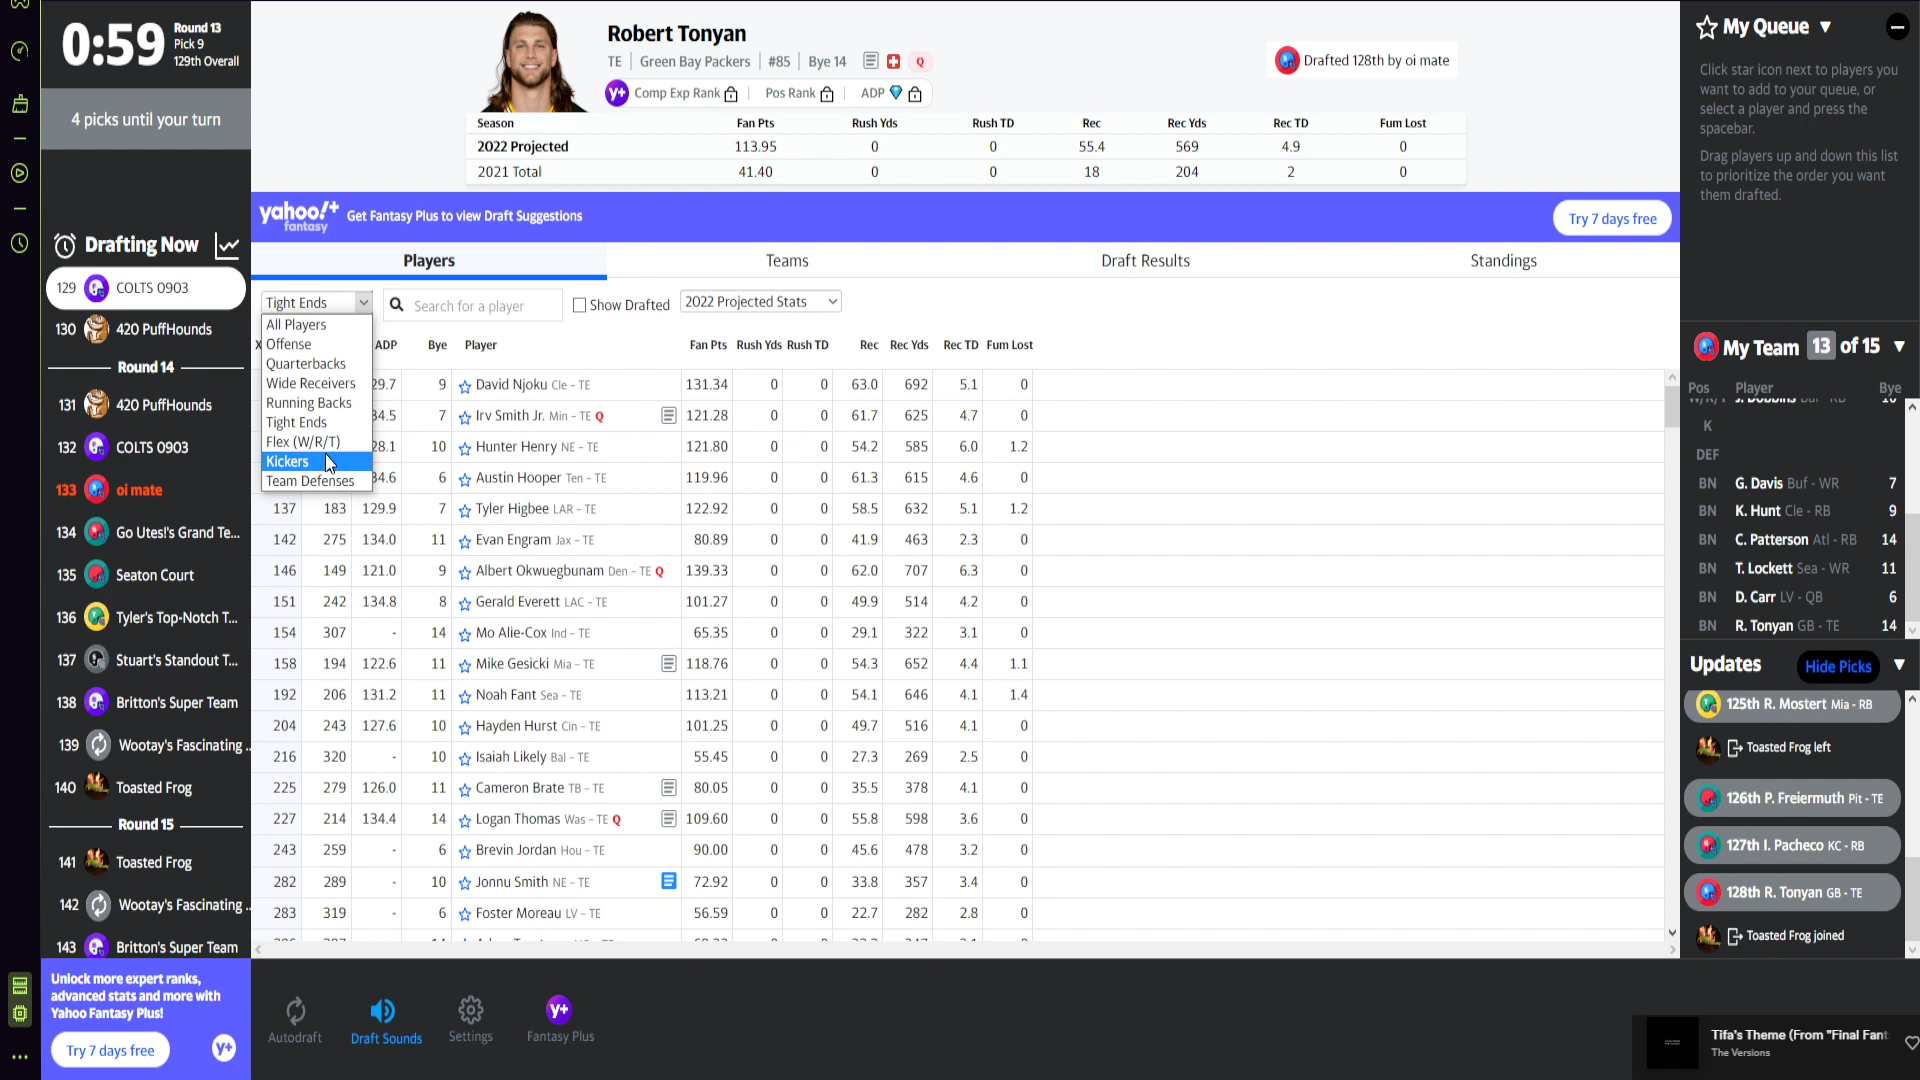 0:59
Round 13
Pick 9
129th Overall
4 picks until your turn
Drafting Now
129 COLTS 0903
130 420 PuffHounds
Round 14
131 420 PuffHounds
132 COLTS 0903
133 oi mate
134 Go Utes!'s Grand Te...
135 Seaton Court
136 Tyler's Top-Notch T...
137 Stuart's Standout T...
138 Britton's Super Team
139 Wootay's Fascinating ..
140 Toasted Frog
Round 15
141 Toasted Frog
142 Wootay's Fascinating ..
143 Britton's Super Team
Unlock more expert ranks,
advanced stats and more with
Yahoo Fantasy Plus!
Try 7 days free
y+
Robert Tonyan
TE Green Bay Packers #85 Bye 14 Q
y+ Comp Exp Rank Pos Rank ADP
Drafted 128th by oi mate
Season Fan Pts Rush Yds Rush TD Rec Rec Yds Rec TD Fum Lost
2022 Projected 113.95 0 0 55.4 569 4.9 0
2021 Total 41.40 0 0 18 204 2 0
yahoo!+ fantasy Get Fantasy Plus to view Draft Suggestions
Try 7 days free
Players Teams Draft Results Standings
Tight Ends Search for a player Show Drafted 2022 Projected Stats
All Players
Offense
Quarterbacks
Wide Receivers
Running Backs
Tight Ends
Flex (W/R/T)
Kickers
Team Defenses
X ADP Bye Player Fan Pts Rush Yds Rush TD Rec Rec Yds Rec TD Fum Lost
29.7 9 David Njoku Cle - TE 131.34 0 0 63.0 692 5.1 0
34.5 7 Irv Smith Jr. Min - TE Q 121.28 0 0 61.7 625 4.7 0
28.1 10 Hunter Henry NE - TE 121.80 0 0 54.2 585 6.0 1.2
34.6 6 Austin Hooper Ten - TE 119.96 0 0 61.3 615 4.6 0
137 183 129.9 7 Tyler Higbee LAR - TE 122.92 0 0 58.5 632 5.1 1.2
142 275 134.0 11 Evan Engram Jax - TE 80.89 0 0 41.9 463 2.3 0
146 149 121.0 9 Albert Okwuegbunam Den - TE Q 139.33 0 0 62.0 707 6.3 0
151 242 134.8 8 Gerald Everett LAC - TE 101.27 0 0 49.9 514 4.2 0
154 307 - 14 Mo Alie-Cox Ind - TE 65.35 0 0 29.1 322 3.1 0
158 194 122.6 11 Mike Gesicki Mia - TE 118.76 0 0 54.3 652 4.4 1.1
192 206 131.2 11 Noah Fant Sea - TE 113.21 0 0 54.1 646 4.1 1.4
204 243 127.6 10 Hayden Hurst Cin - TE 101.25 0 0 49.7 516 4.1 0
216 320 - 10 Isaiah Likely Bal - TE 55.45 0 0 27.3 269 2.5 0
225 279 126.0 11 Cameron Brate TB - TE 80.05 0 0 35.5 378 4.1 0
227 214 134.4 14 Logan Thomas Was - TE Q 109.60 0 0 55.8 598 3.6 0
243 259 - 6 Brevin Jordan Hou - TE 90.00 0 0 45.6 478 3.2 0
282 289 - 10 Jonnu Smith NE - TE 72.92 0 0 33.8 357 3.4 0
283 319 - 6 Foster Moreau LV - TE 56.59 0 0 22.7 282 2.8 0
Autodraft Draft Sounds Settings y+ Fantasy Plus
My Queue
Click star icon next to players you
want to add to your queue, or
select a player and press the
spacebar.
Drag players up and down this list
to prioritize the order you want
them drafted.
My Team 13 of 15
Pos Player Bye
K
DEF
BN G. Davis Buf - WR 7
BN K. Hunt Cle - RB 9
BN C. Patterson Atl - RB 14
BN T. Lockett Sea - WR 11
BN D. Carr LV - QB 6
BN R. Tonyan GB - TE 14
Updates Hide Picks
125th R. Mostert Mia - RB
Toasted Frog left
126th P. Freiermuth Pit - TE
127th I. Pacheco KC - RB
128th R. Tonyan GB - TE
Toasted Frog joined
Tifa's Theme (From "Final Fant
The Versions